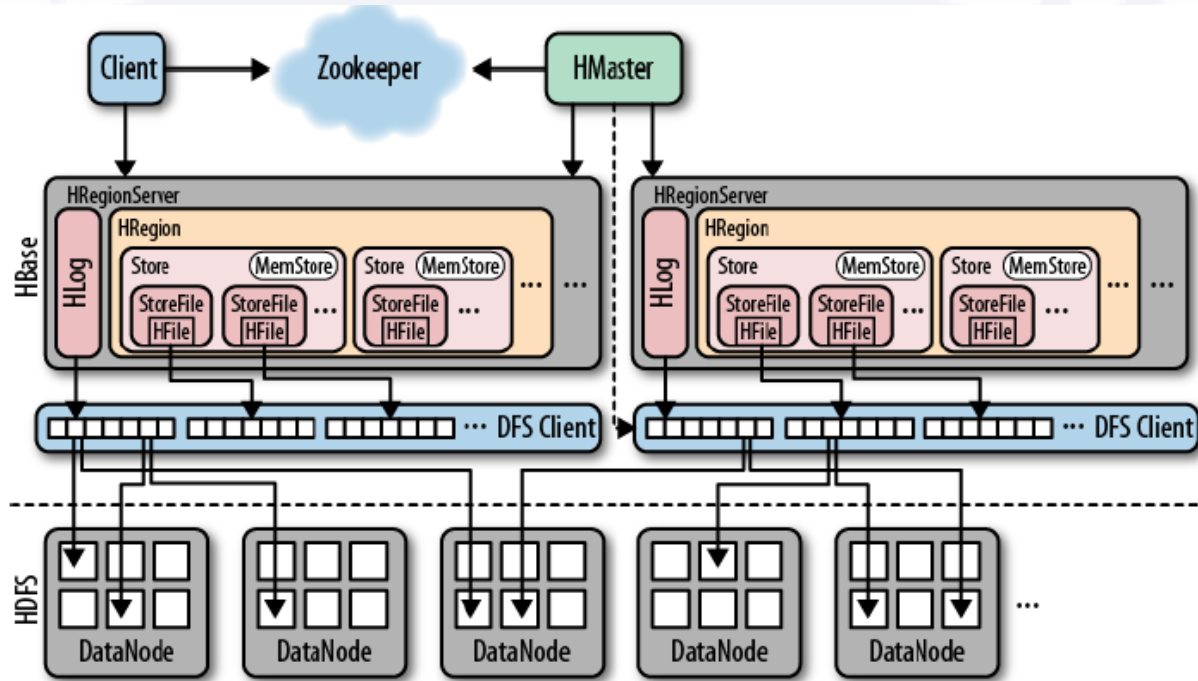 Client
Zookeeper
HMaster
HBase
HRegionServer
HLog
HRegion
Store
MemStore
StoreFile
HFile
StoreFile
HFile
...
Store
MemStore
StoreFile
HFile
...
...
...
HRegionServer
HLog
HRegion
Store
MemStore
StoreFile
HFile
StoreFile
HFile
...
Store
MemStore
StoreFile
HFile
...
...
...
... DFS Client
... DFS Client
HDFS
DataNode
DataNode
DataNode
DataNode
DataNode
...